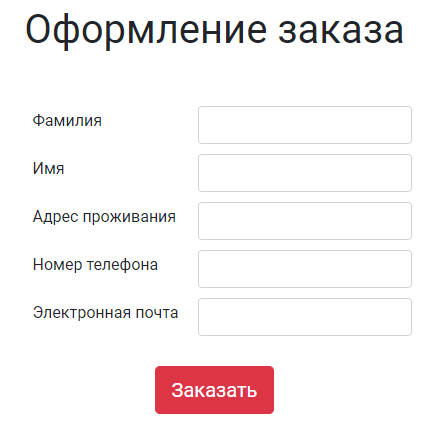 Оформление заказа
Фамилия
Имя
Адрес проживания
Номер телефона
Электронная почта
Заказать